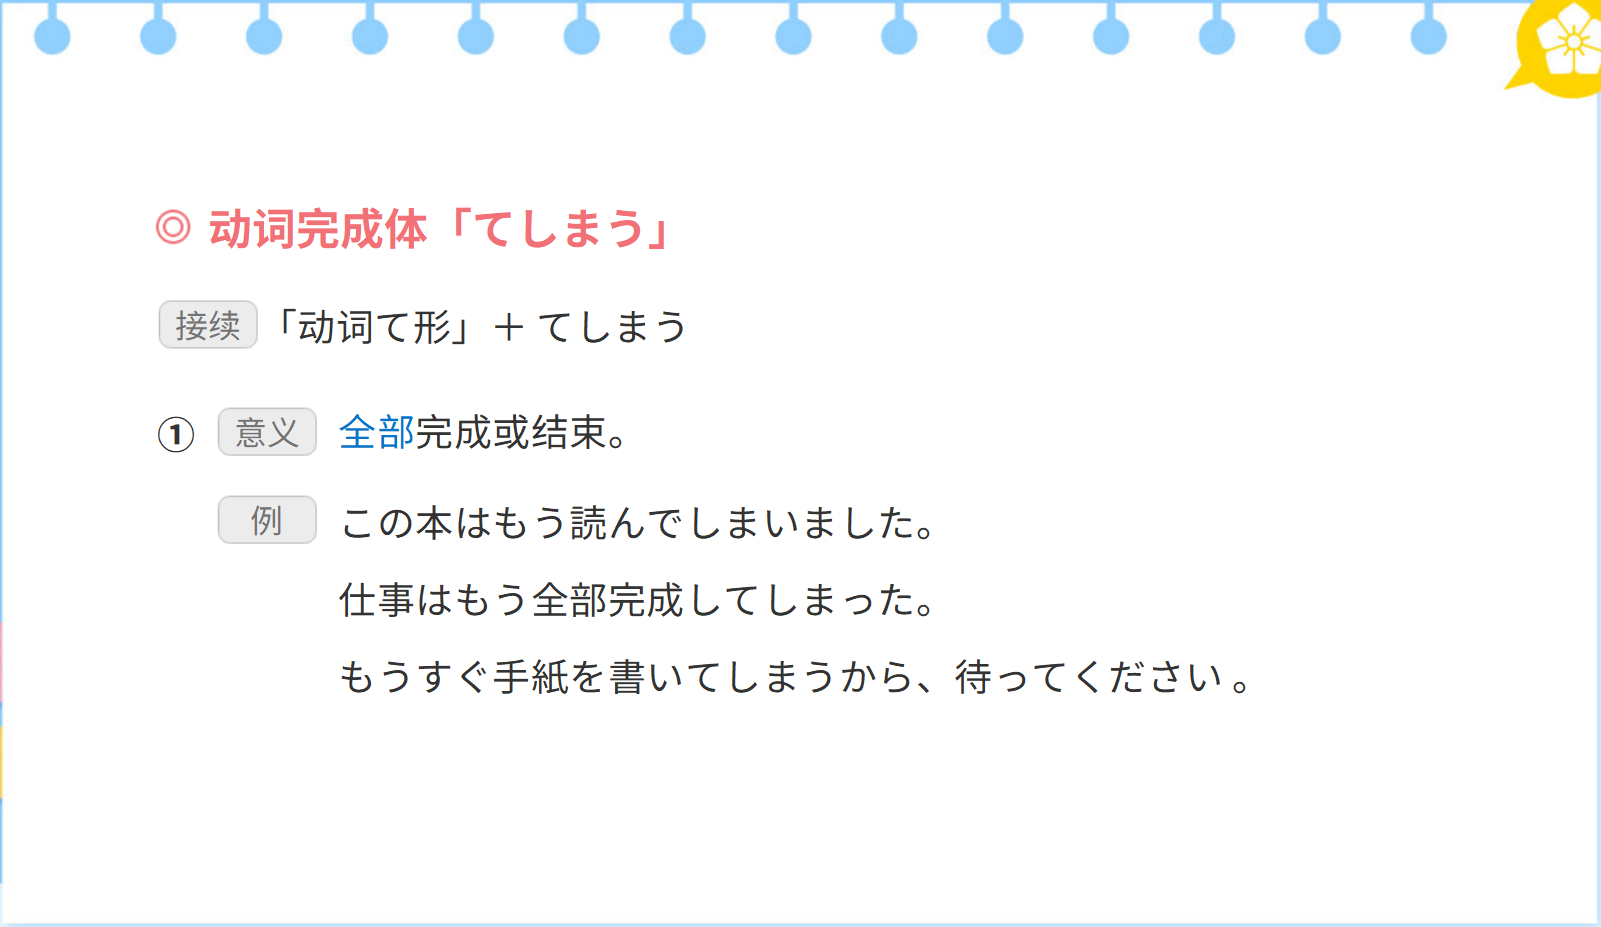 ◎ 动词完成体「てしまう」
接续 「动词て形」＋てしまう
① 意义 全部完成或结束。
例 この本はもう読んでしまいました。
仕事はもう全部完成してしまった。
もうすぐ手紙を書いてしまうから、待ってください 。